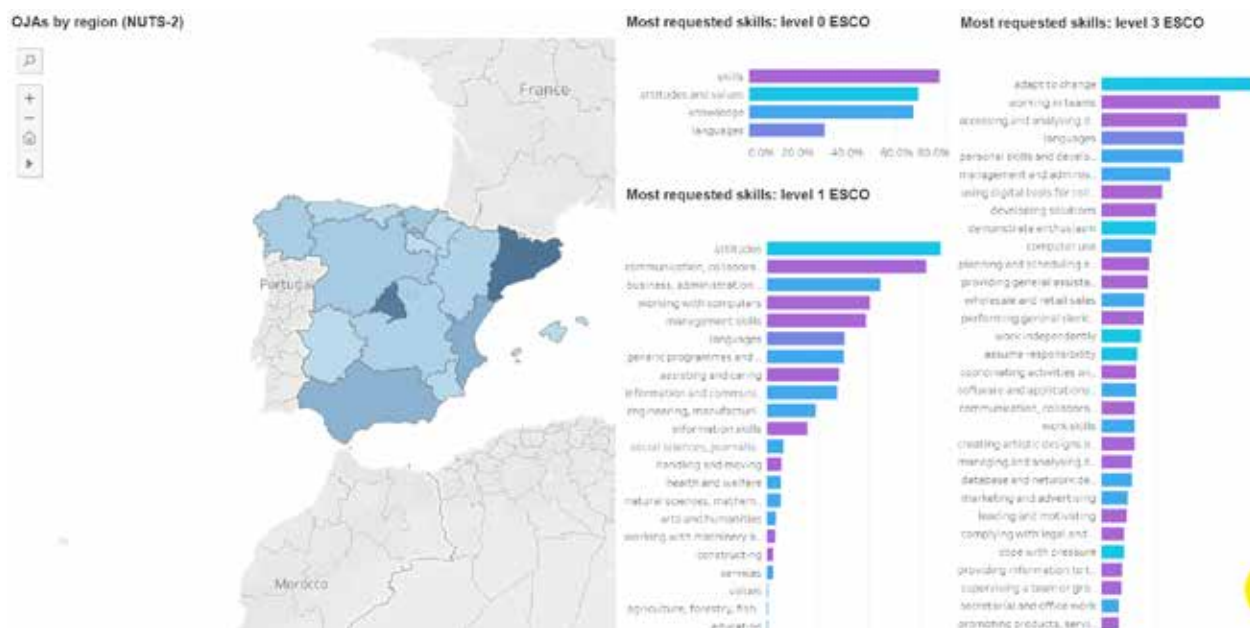 OJAs by region (NUTS-2)
France
Portugal
Morocco
Most requested skills: level 0 ESCO
skills
attitudes and values
knowledge
languages
0.0% 20.0% 40.0% 60.0% 80.0%
Most requested skills: level 1 ESCO
attitudes
communication, collabora..
business, administration ..
working with computers
management skills
languages
generic programmes and ..
assisting and caring
information and communi..
engineering, manufacturi..
information skills
social sciences, journalis..
handling and moving
health and welfare
natural sciences, mathem..
arts and humanities
working with machinery a..
constructing
services
values
agriculture, forestry, fish..
education
Most requested skills: level 3 ESCO
adapt to change
working in teams
accessing and analysing d..
languages
personal skills and develo..
management and adminis..
using digital tools for coll..
developing solutions
demonstrate enthusiasm
computer use
planning and scheduling e..
providing general assista..
wholesale and retail sales
performing general cleric..
work independently
assume responsibility
coordinating activities wi..
software and applications..
communication, collabora..
work skills
creating artistic designs o..
managing and analysing d..
database and network de..
marketing and advertising
leading and motivating
complying with legal and ..
cope with pressure
providing information to t..
supervising a team or gro..
secretarial and office work
promoting products, servi..